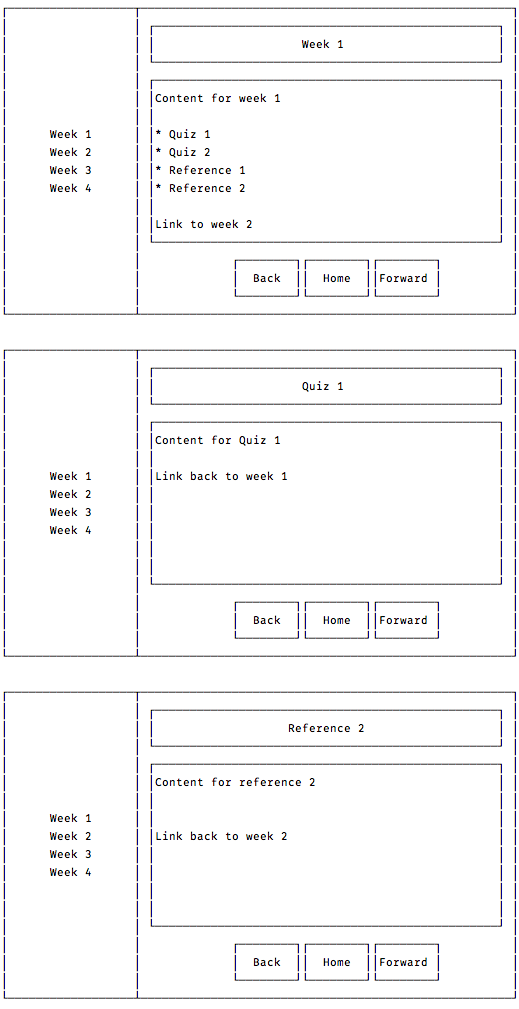 Week 1
Content for week 1
Week 1
* Quiz 1
Week 2
* Quiz 2
Week 3
* Reference 1
Week 4
* Reference 2
Link to week 2
Back Home Forward
Quiz 1
Content for Quiz 1
Week 1
Link back to week 1
Week 2
Week 3
Week 4
Back Home Forward
Reference 2
Content for reference 2
Week 1
Week 2
Link back to week 2
Week 3
Week 4
Back Home Forward